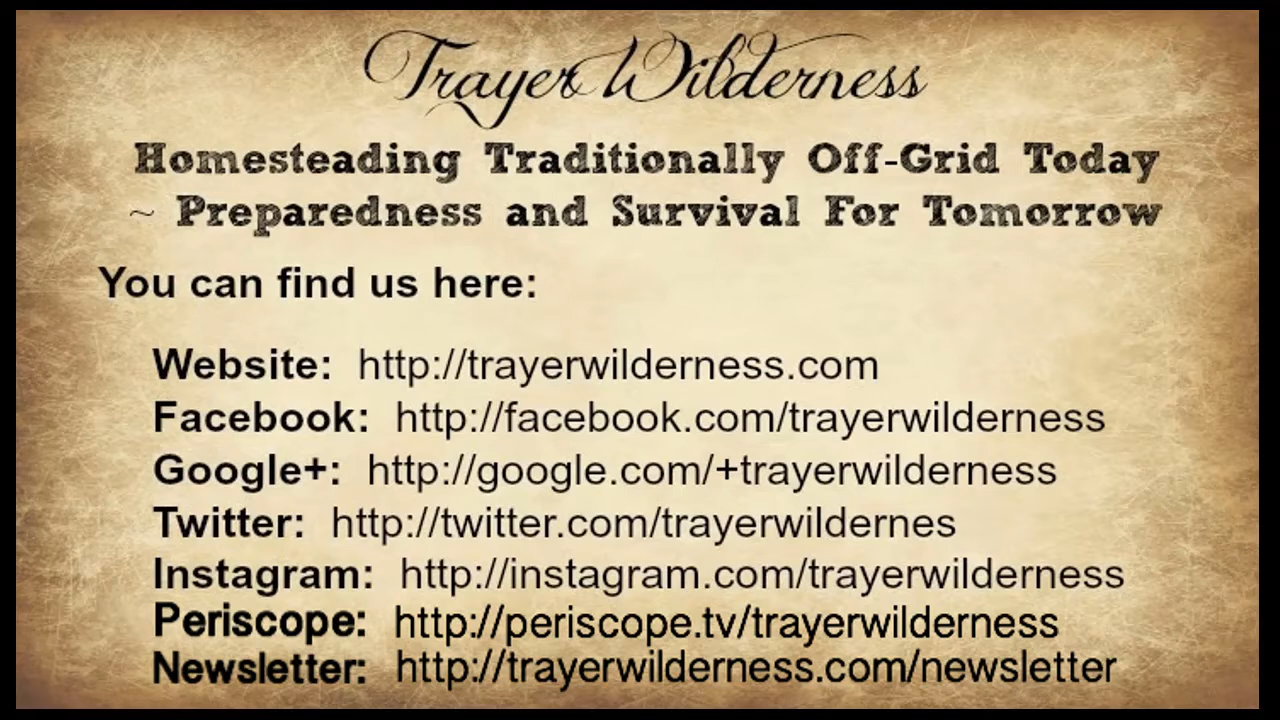 Trayer Wilderness
Homesteading Traditionally Off-Grid Today
~ Preparedness and Survival For Tomorrow
You can find us here:
Website: http://trayerwilderness.com
Facebook: http://facebook.com/trayerwilderness
Google+: http://google.com/+trayerwilderness
Twitter: http://twitter.com/trayerwildernes
Instagram: http://instagram.com/trayerwilderness
Periscope: http://periscope.tv/trayerwilderness
Newsletter: http://trayerwilderness.com/newsletter